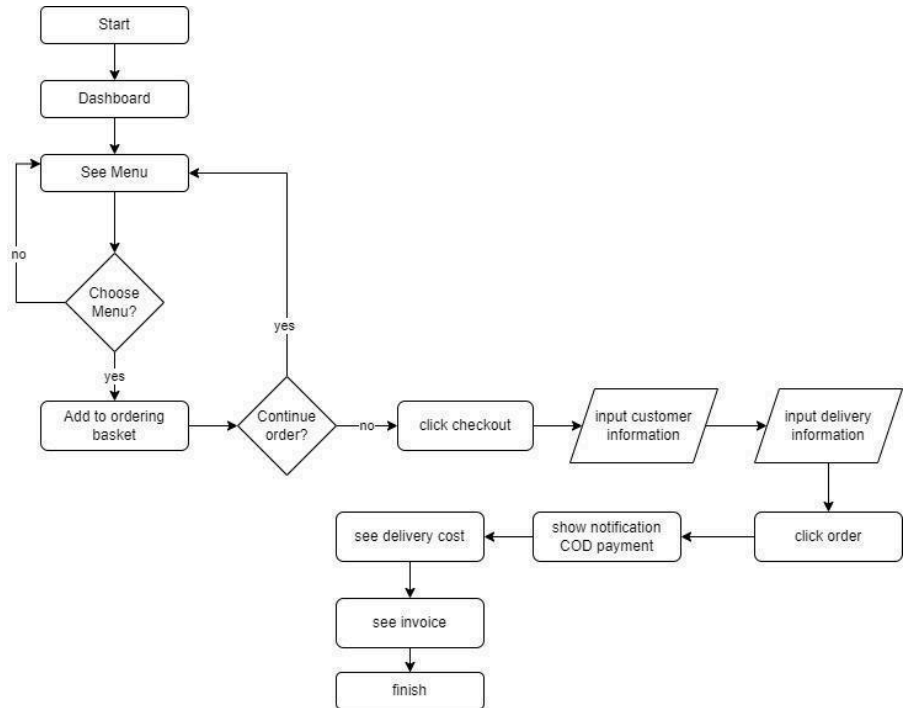 Start
Dashboard
See Menu
no
Choose
Menu?
yes
yes
Add to ordering
basket
Continue
order?
no
click checkout
input customer
information
input delivery
information
see delivery cost
show notification
COD payment
click order
see invoice
finish